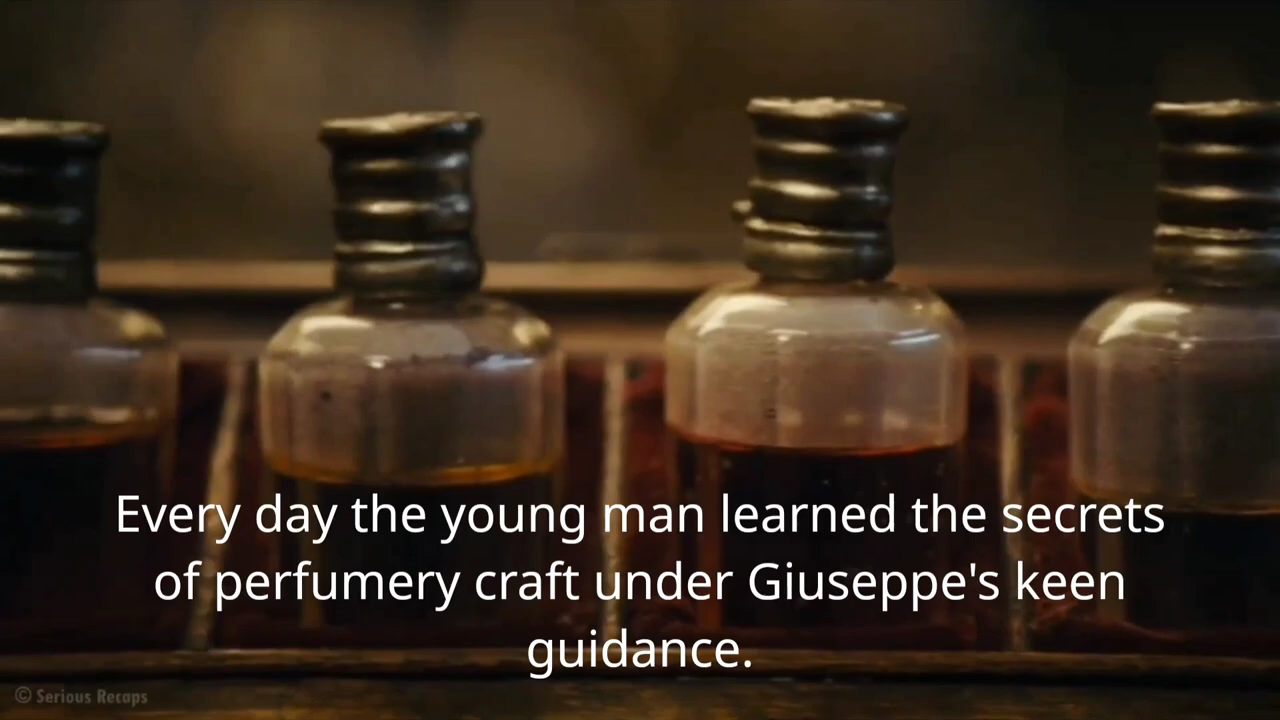 Every day the young man learned the secrets
of perfumery craft under Giuseppe's keen
guidance.
© Serious Recaps